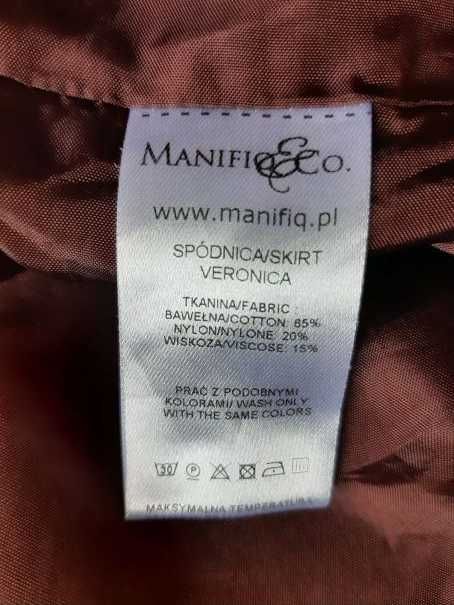 MANIFIQ&CO.
www.manifiq.pl
SPÓDNICA/SKIRT
VERONICA
TKANINA/FABRIC :
BAWEŁNA/COTTON: 65%
NYLON/NYLONE: 20%
WISKOZA/VISCOSE: 15%
PRAĆ Z PODOBNYMI
KOLORAMI/ WASH ONLY
WITH THE SAME COLORS
30 P
MAKSYMALNA TEMPERATURA